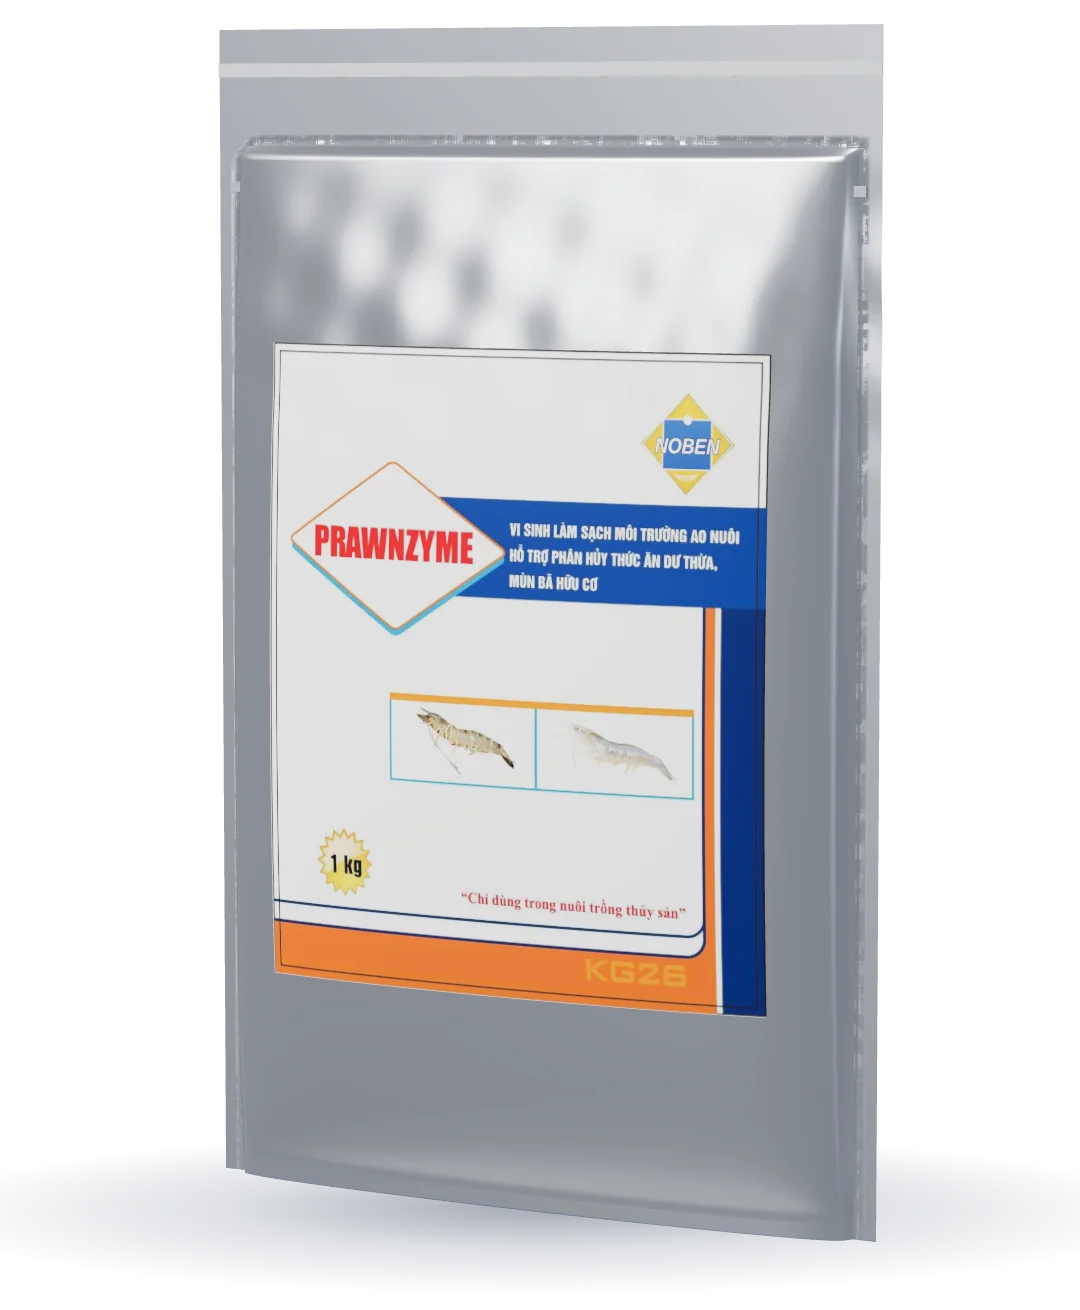 NOBEN
PRAWNZYME
VI SINH LÀM SẠCH MÔI TRƯỜNG AO NUÔI
HỖ TRỢ PHÂN HỦY THỨC ĂN DƯ THỪA,
MÙN BÃ HỮU CƠ
1 kg
“Chỉ dùng trong nuôi trồng thủy sản”
KG26